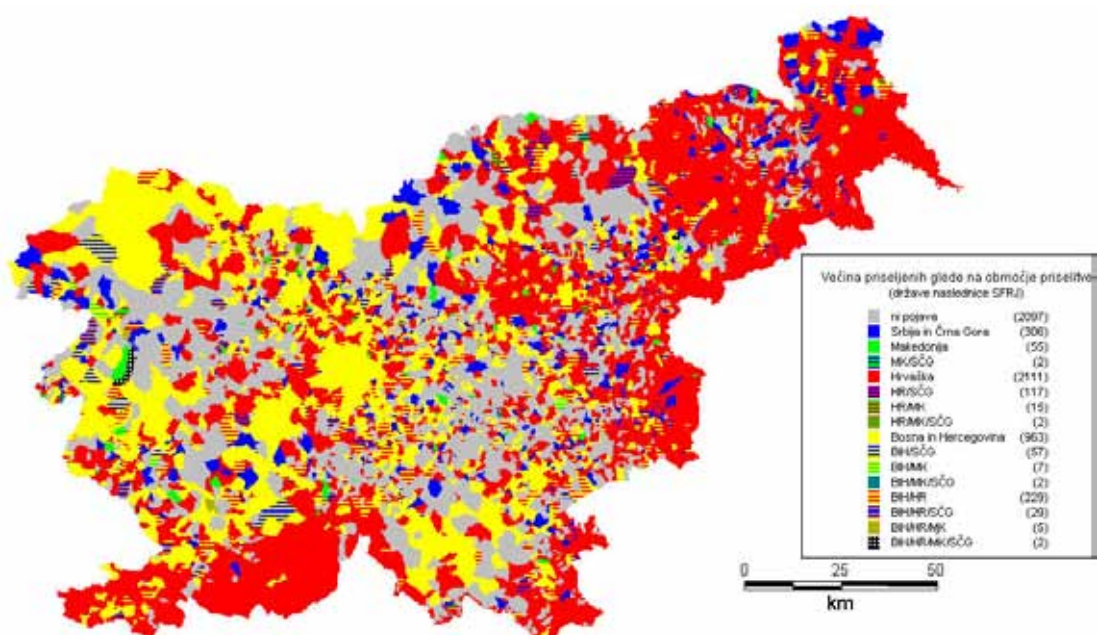 Večina priseljenih glede na območje priselitve
(države naslednice SFRJ)
ni pojava (2097)
Srbija in Črna Gora (306)
Makedonija (55)
MK/SČG (2)
Hrvaška (2111)
HR/SČG (117)
HR/MK (15)
HR/MK/SČG (2)
Bosna in Hercegovina (963)
BIH/SČG (57)
BIH/MK (7)
BIH/MK/SČG (2)
BIH/HR (229)
BIH/HR/SČG (29)
BIH/HR/MK (5)
BIH/HR/MK/SČG (2)
0 25 50
km